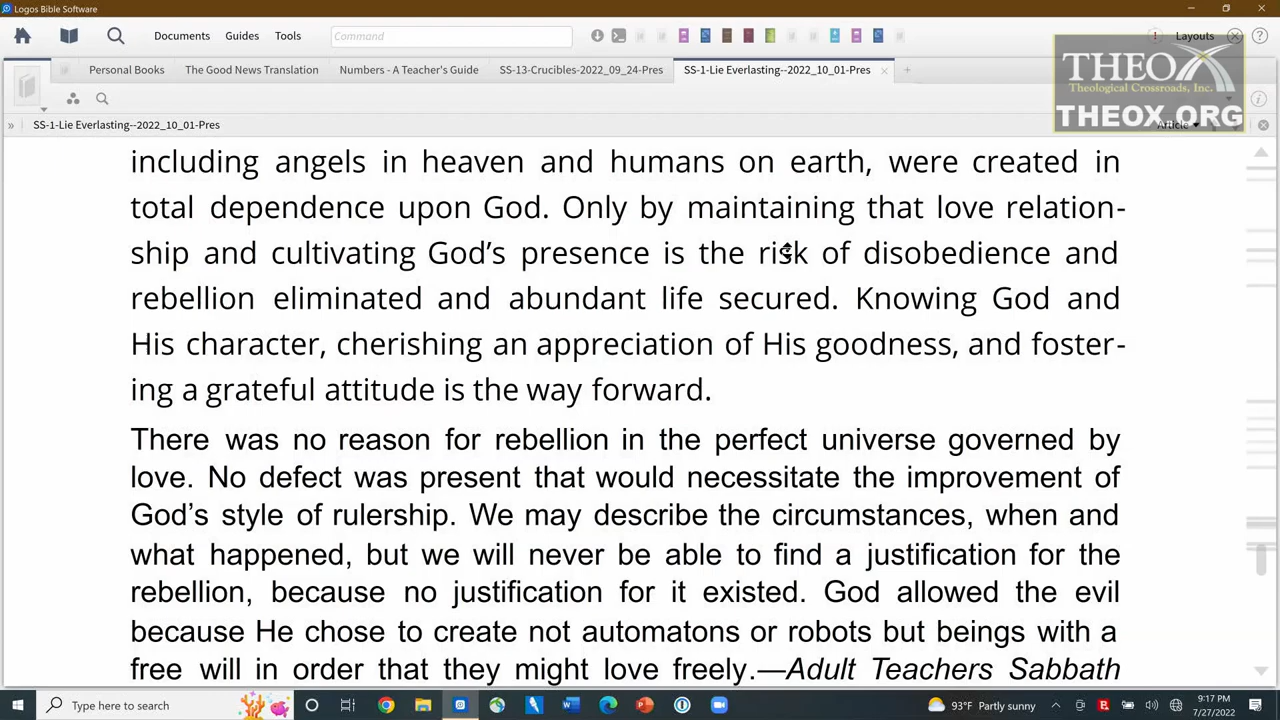 Logos Bible Software
Documents Guides Tools Command Layouts
THEOX
Theological Crossroads, Inc.
THEOX.ORG
Personal Books The Good News Translation Numbers - A Teacher's Guide SS-13-Crucibles-2022_09_24-Pres SS-1-Lie Everlasting--2022_10_01-Pres
SS-1-Lie Everlasting--2022_10_01-Pres Article
including angels in heaven and humans on earth, were created in
total dependence upon God. Only by maintaining that love relation-
ship and cultivating God's presence is the risk of disobedience and
rebellion eliminated and abundant life secured. Knowing God and
His character, cherishing an appreciation of His goodness, and foster-
ing a grateful attitude is the way forward.
There was no reason for rebellion in the perfect universe governed by
love. No defect was present that would necessitate the improvement of
God's style of rulership. We may describe the circumstances, when and
what happened, but we will never be able to find a justification for the
rebellion, because no justification for it existed. God allowed the evil
because He chose to create not automatons or robots but beings with a
free will in order that they might love freely.—Adult Teachers Sabbath
Type here to search 93°F Partly sunny 9:17 PM
7/27/2022